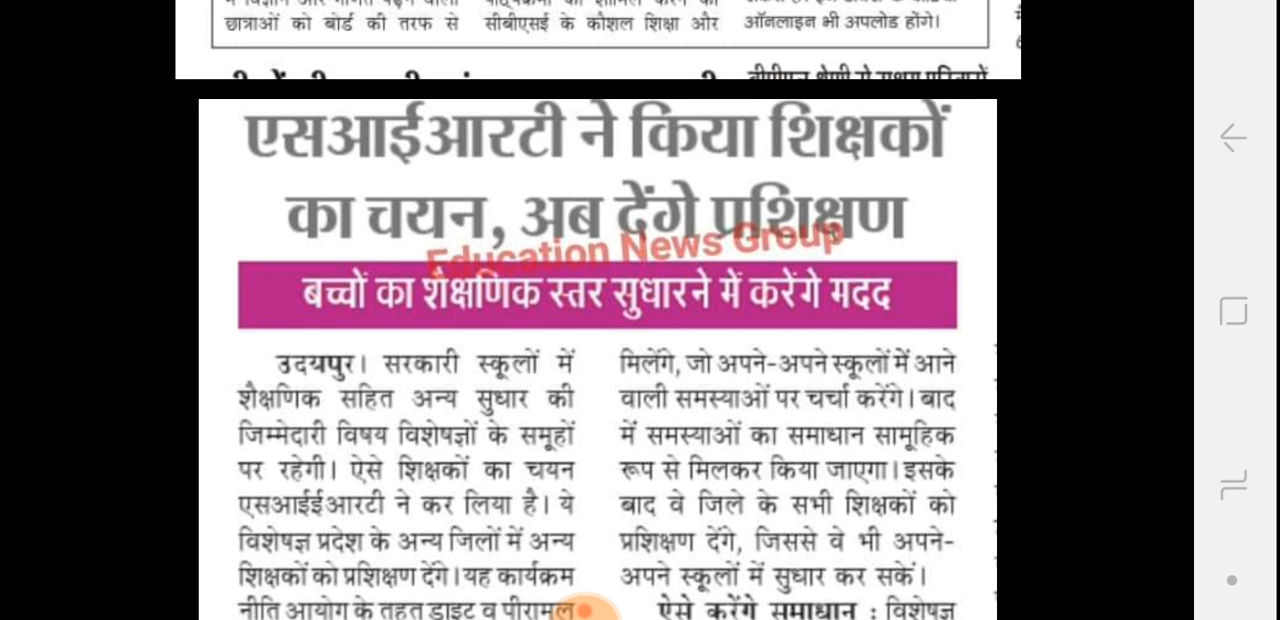 छात्राओं को बोर्ड की तरफ से
सीबीएसई के कौशल शिक्षा और
ऑनलाइन भी अपलोड होंगे।
एसआईआरटी ने किया शिक्षकों
का चयन, अब देंगे प्रशिक्षण
Education News Group
बच्चों का शैक्षणिक स्तर सुधारने में करेंगे मदद
उदयपुर। सरकारी स्कूलों में
शैक्षणिक सहित अन्य सुधार की
जिम्मेदारी विषय विशेषज्ञों के समूहों
पर रहेगी। ऐसे शिक्षकों का चयन
एसआईईआरटी ने कर लिया है। ये
विशेषज्ञ प्रदेश के अन्य जिलों में अन्य
शिक्षकों को प्रशिक्षण देंगे। यह कार्यक्रम
नीति आयोग के तहत डाइट व पीरामल
मिलेंगे, जो अपने-अपने स्कूलों में आने
वाली समस्याओं पर चर्चा करेंगे। बाद
में समस्याओं का समाधान सामूहिक
रूप से मिलकर किया जाएगा। इसके
बाद वे जिले के सभी शिक्षकों को
प्रशिक्षण देंगे, जिससे वे भी अपने-
अपने स्कूलों में सुधार कर सकें।
ऐसे करेंगे समाधान : विशेषज्ञ